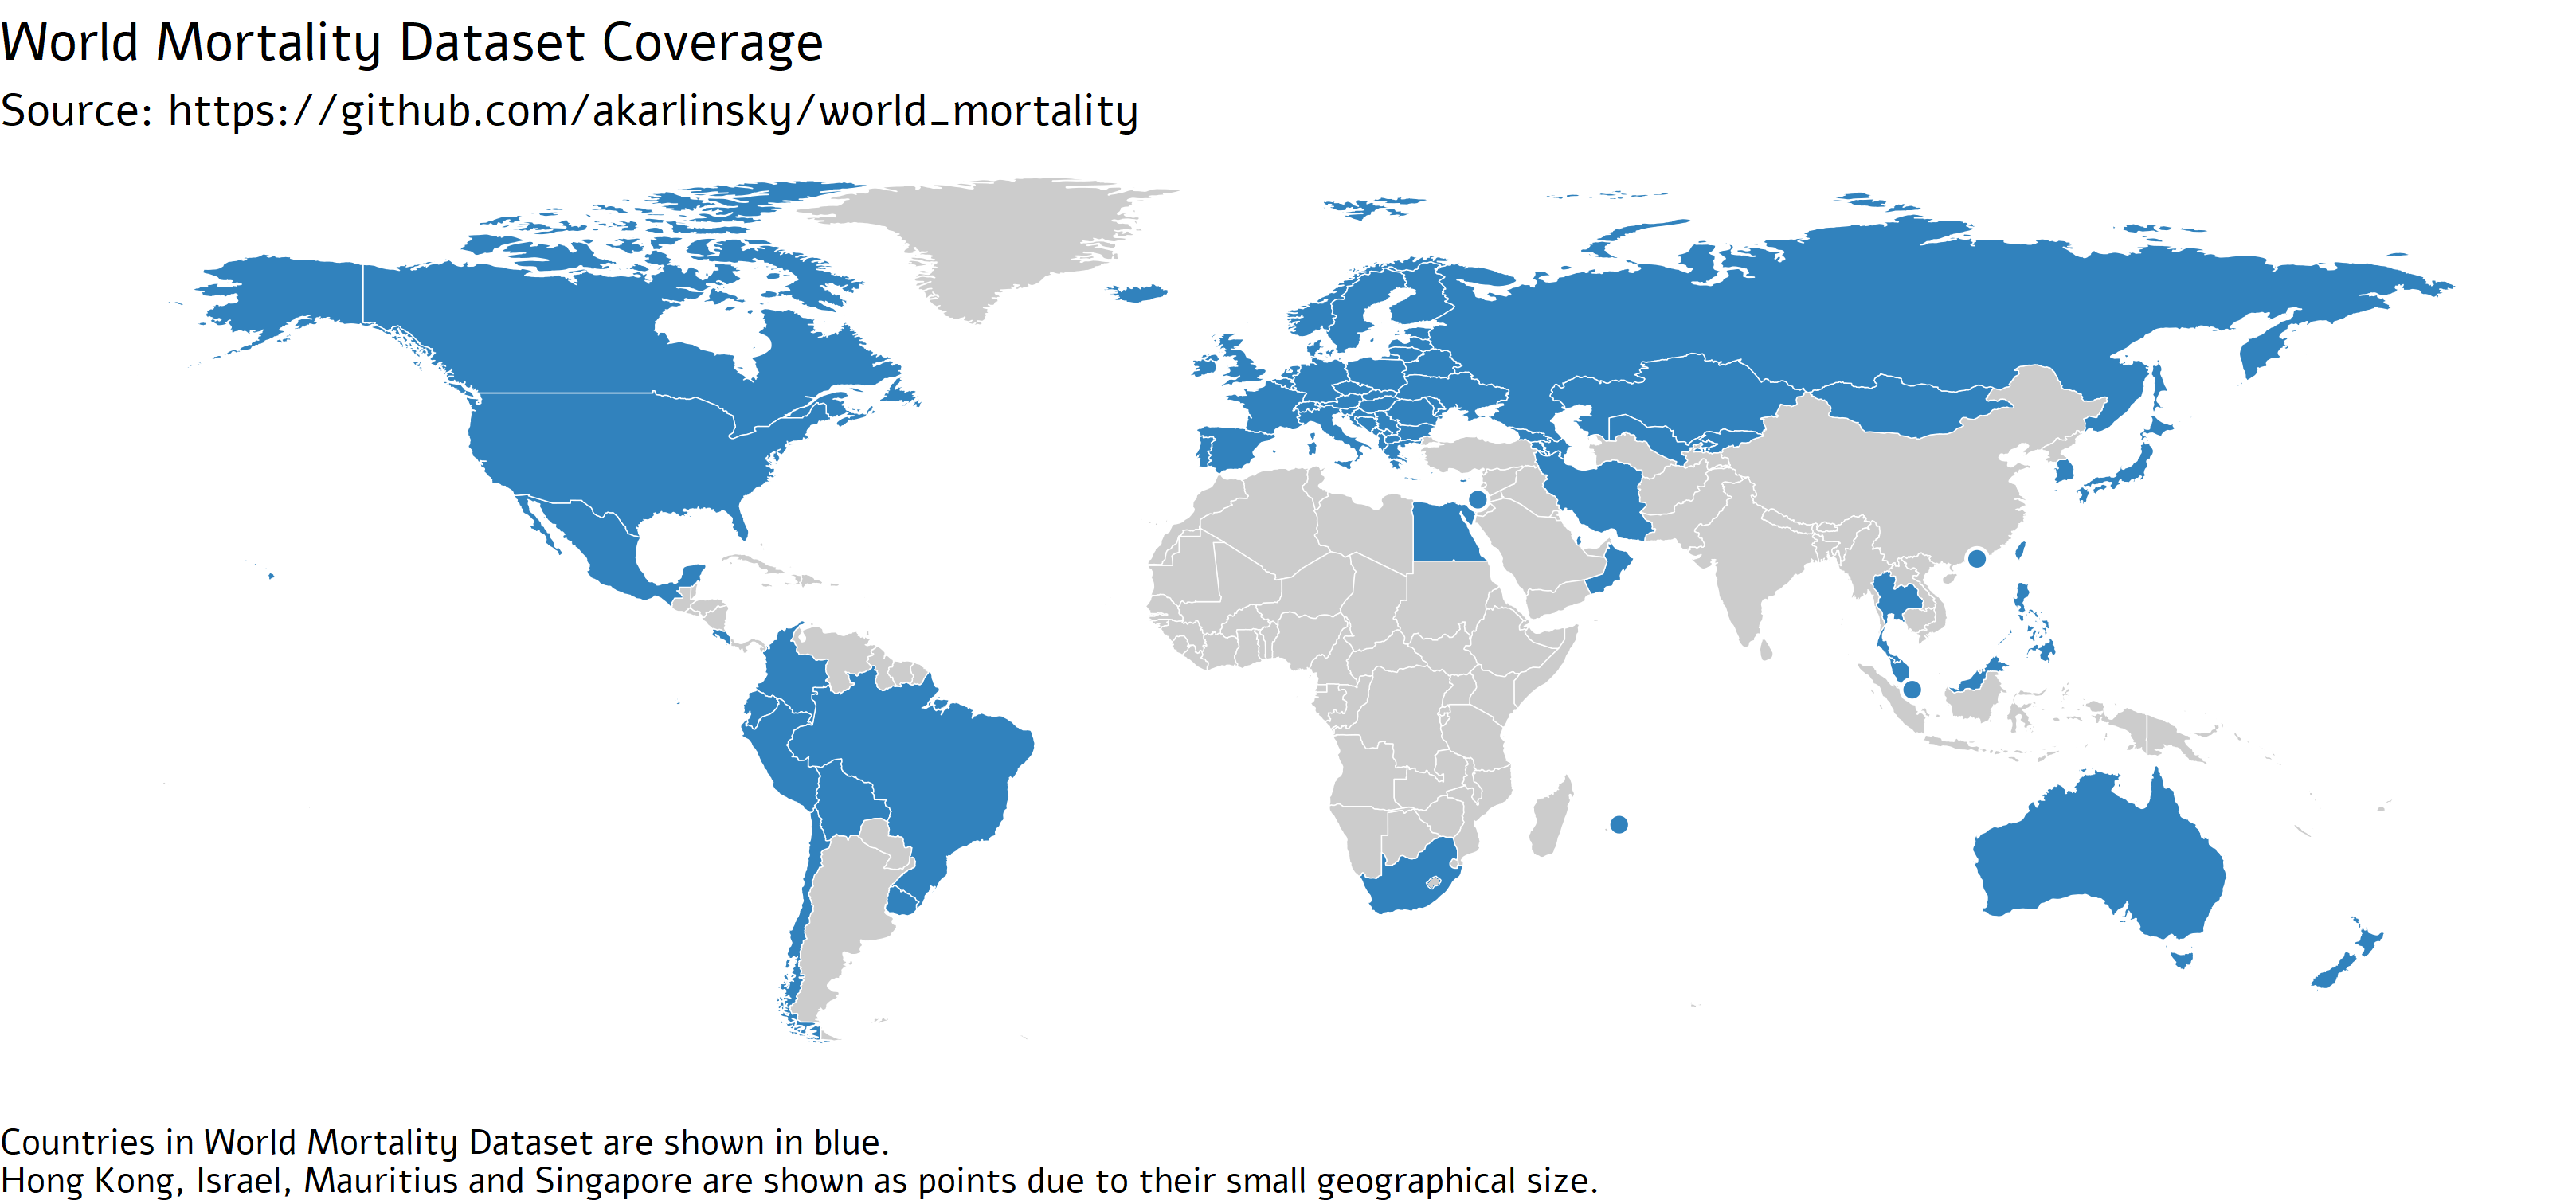 World Mortality Dataset Coverage
Source: https://github.com/akarlinsky/world_mortality
Countries in World Mortality Dataset are shown in blue.
Hong Kong, Israel, Mauritius and Singapore are shown as points due to their small geographical size.